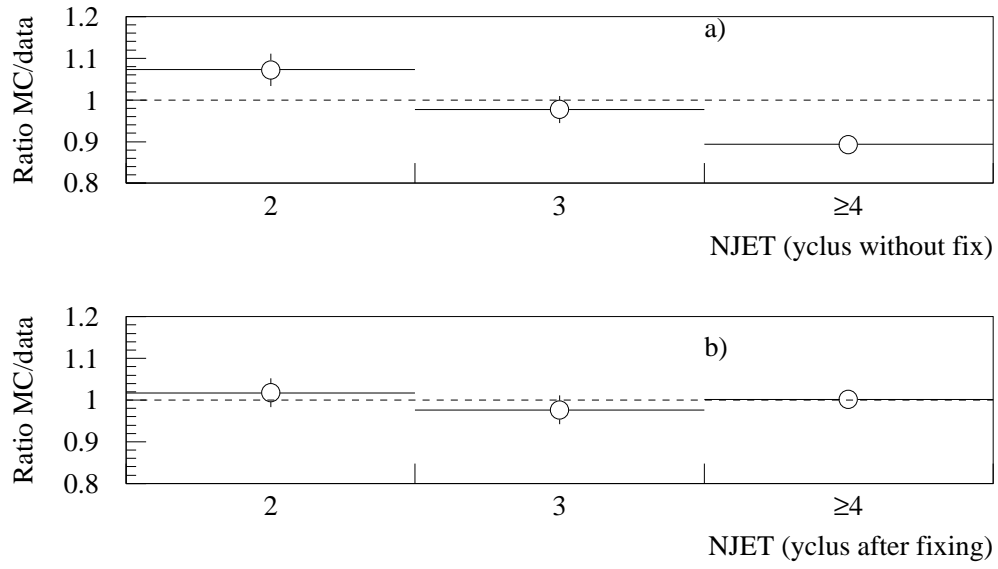 Ratio MC/data
a)
1.2
1.1
1
0.9
0.8
2 3 ≥4
NJET (yclus without fix)
Ratio MC/data
b)
1.2
1.1
1
0.9
0.8
2 3 ≥4
NJET (yclus after fixing)